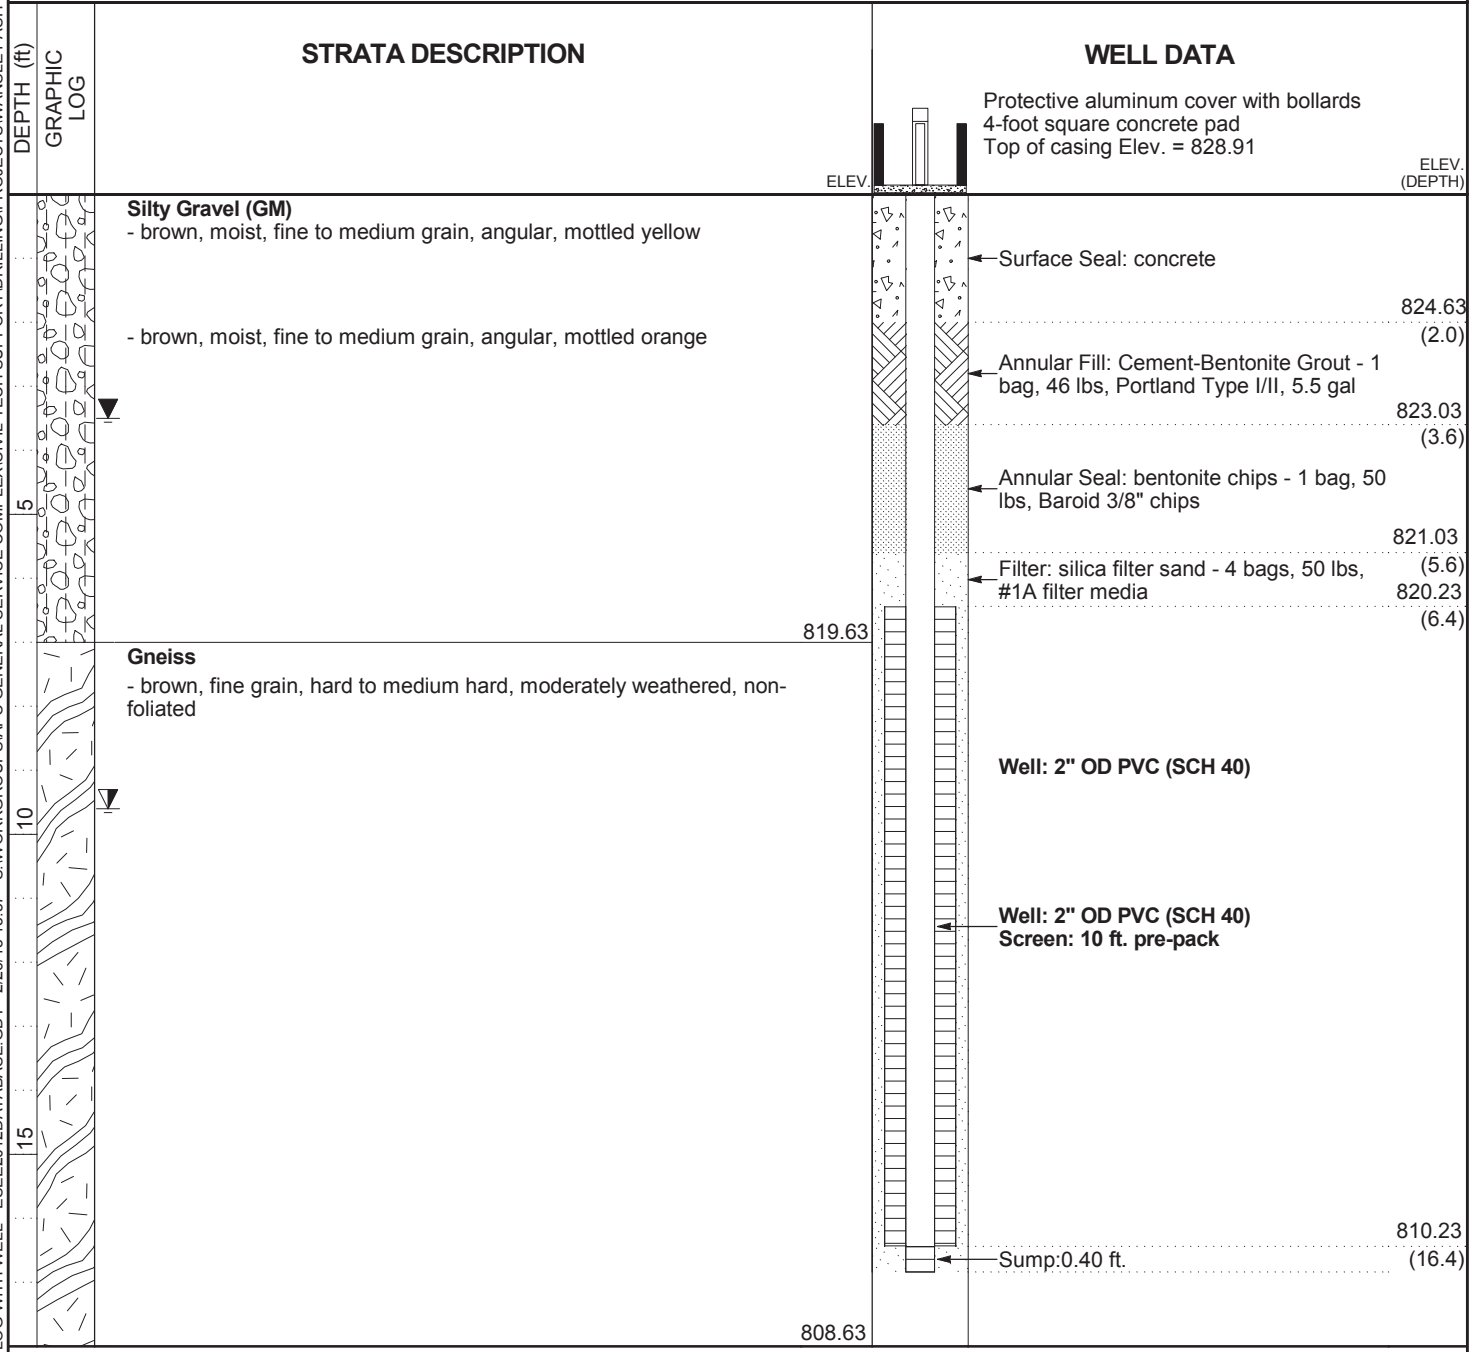 DEPTH (ft)
GRAPHIC
LOG
STRATA DESCRIPTION
ELEV.
WELL DATA
Protective aluminum cover with bollards
4-foot square concrete pad
Top of casing Elev. = 828.91
ELEV.
(DEPTH)
Silty Gravel (GM)
- brown, moist, fine to medium grain, angular, mottled yellow
Surface Seal: concrete
824.63
(2.0)
- brown, moist, fine to medium grain, angular, mottled orange
Annular Fill: Cement-Bentonite Grout - 1
bag, 46 lbs, Portland Type I/II, 5.5 gal
823.03
(3.6)
Annular Seal: bentonite chips - 1 bag, 50
lbs, Baroid 3/8" chips
5
821.03
(5.6)
Filter: silica filter sand - 4 bags, 50 lbs,
#1A filter media
820.23
(6.4)
819.63
Gneiss
- brown, fine grain, hard to medium hard, moderately weathered, non-
foliated
Well: 2" OD PVC (SCH 40)
10
Well: 2" OD PVC (SCH 40)
Screen: 10 ft. pre-pack
15
810.23
(16.4)
Sump:0.40 ft.
808.63